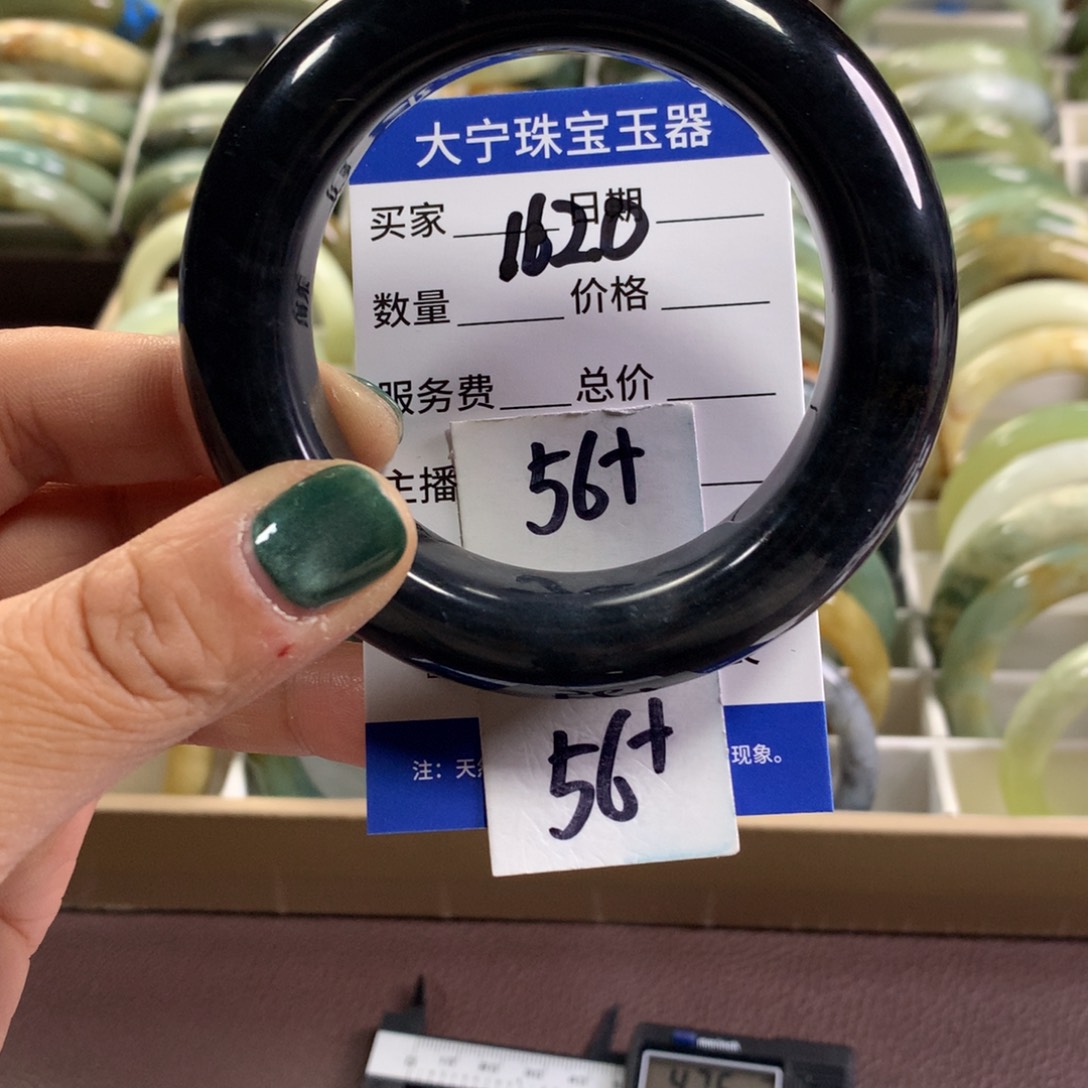 大宁珠宝玉器
买家 日期
1620
数量 价格
服务费 总价
主播
56+
56+
注：天 现象。